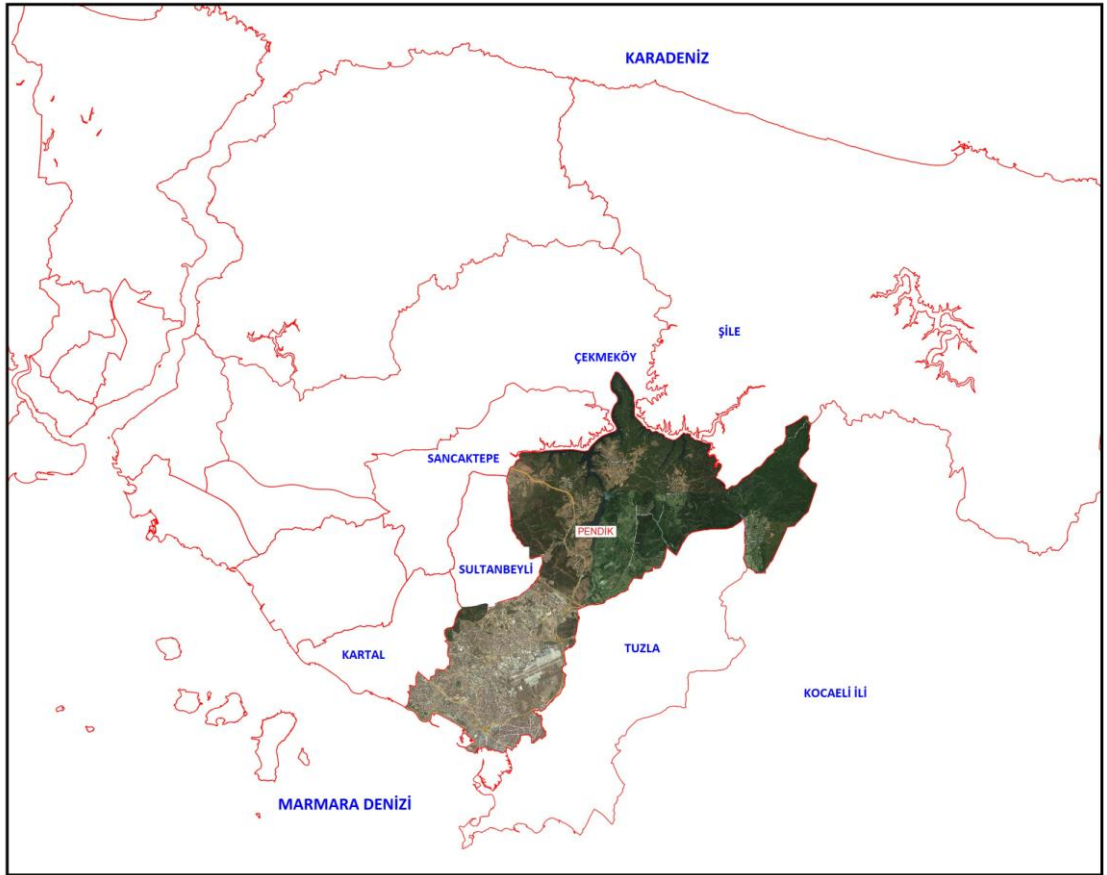 KARADENİZ
ŞİLE
ÇEKMEKÖY
SANCAKTEPE
PENDİK
SULTANBEYLİ
KARTAL
TUZLA
KOCAELİ İLİ
MARMARA DENİZİ